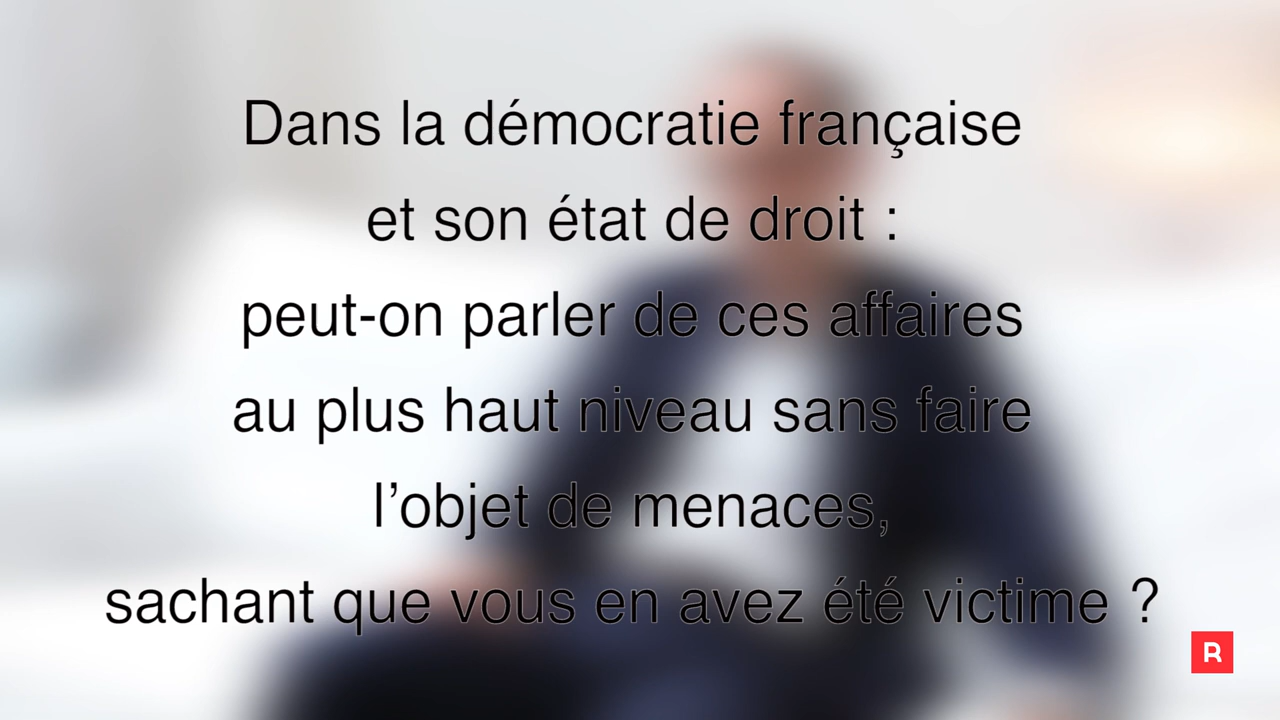 Dans la démocratie française
et son état de droit :
peut-on parler de ces affaires
au plus haut niveau sans faire
l’objet de menaces,
sachant que vous en avez été victime ?
R